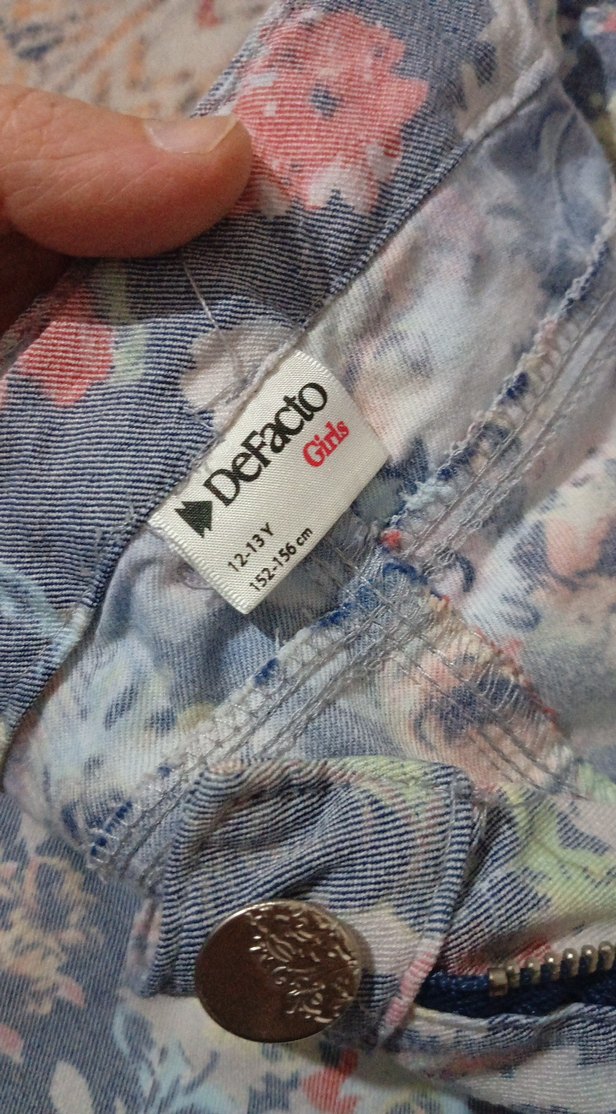 DeFacto
Girls
12-13 Y
152-156 cm